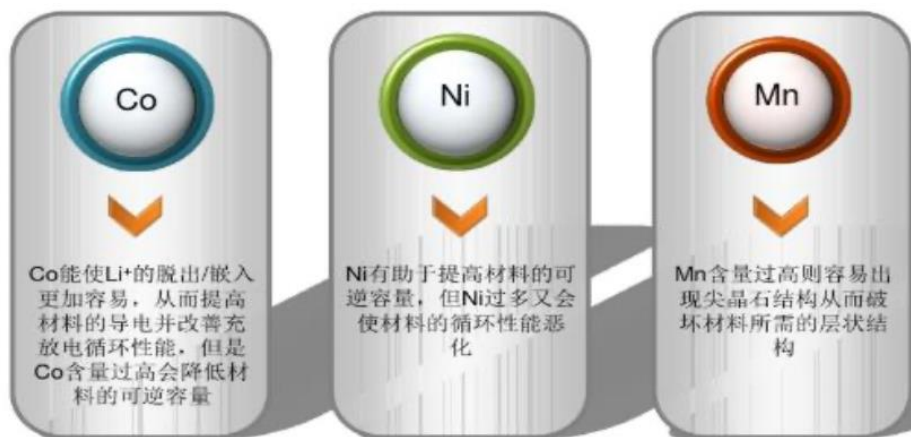 Co
Co能使Li⁺的脱出/嵌入
更加容易，从而提高
材料的导电并改善充
放电循环性能，但是
Co含量过高会降低材
料的可逆容量
Ni
Ni有助于提高材料的可
逆容量，但Ni过多又会
使材料的循环性能恶
化
Mn
Mn含量过高则容易出
现尖晶石结构从而破
坏材料所需的层状结
构